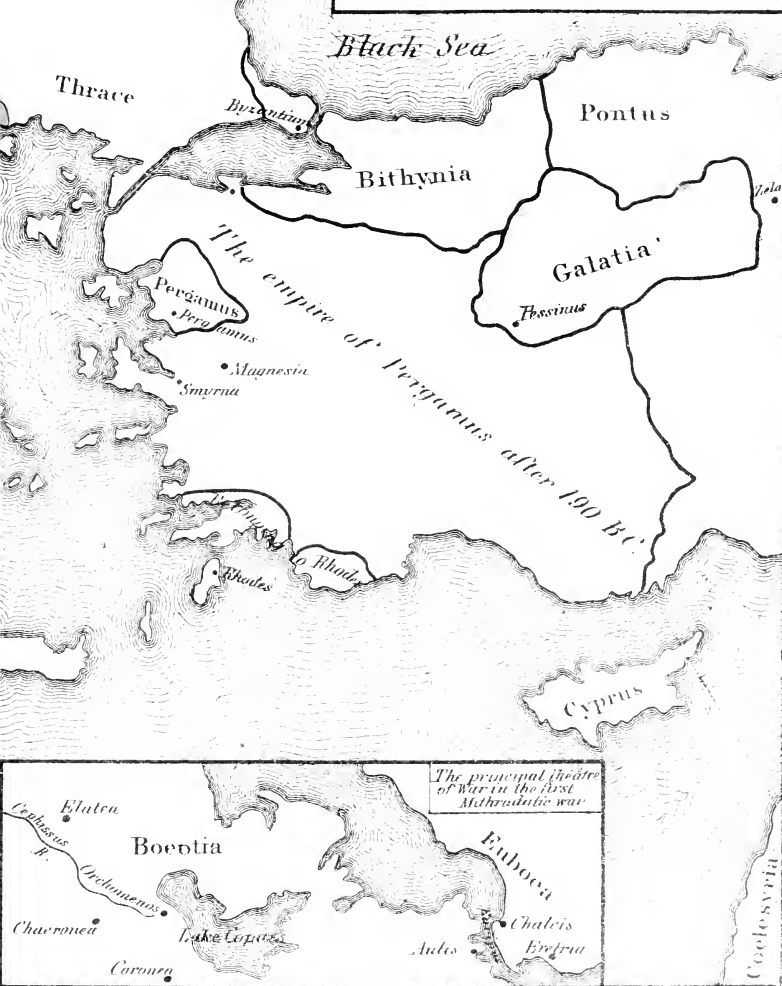 Black Sea
Thrace
Byzantium
Pontus
Bithynia
Zela
Galatia
The empire of Pergamus after 190 B.C.
Pergamus
Pergamus
Pessinus
Magnesia
Smyrna
to Rhodes
Rhodes
Cyprus
Coelesyria
The principal theatre
of War in the first
Mithradatic war
Elatea
Cephissus
R.
Boeotia
Euboea
Orchomenos
Chaeronea
Lake Copais
Chalcis
Aulis
Eretria
Coronea